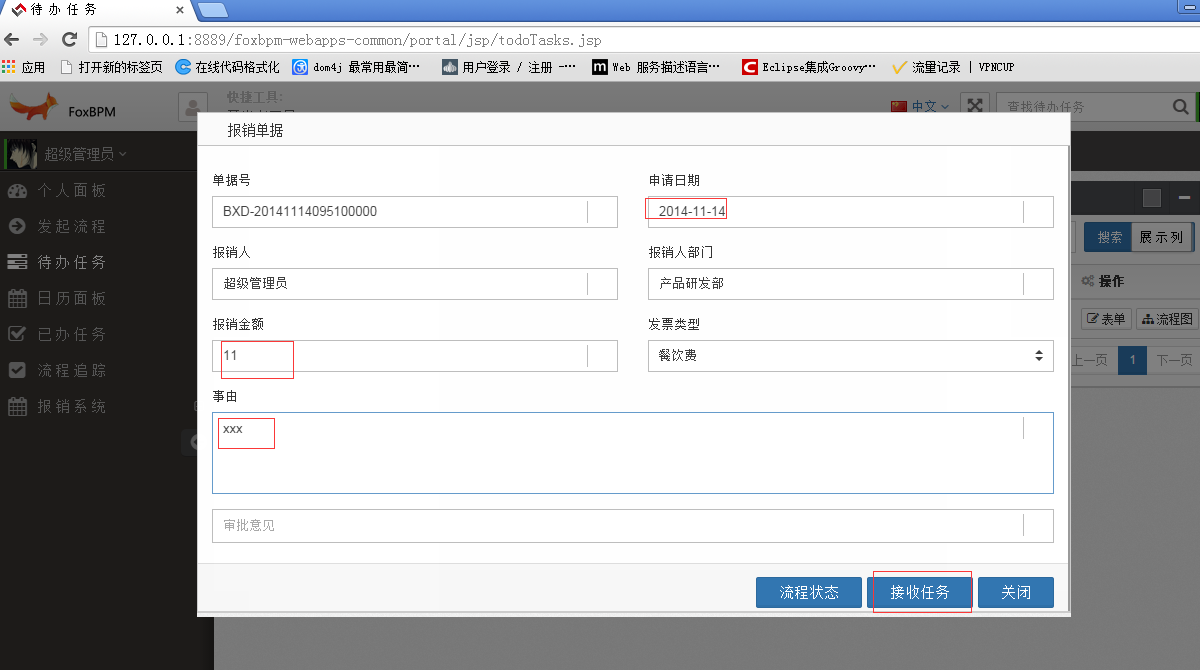 待办任务
127.0.0.1:8889/foxbpm-webapps-common/portal/jsp/todoTasks.jsp
应用 打开新的标签页 在线代码格式化 dom4j 最常用最简… 用户登录 / 注册 -… Web 服务描述语言… Eclipse集成Groovy… 流量记录 | VPNCUP
FoxBPM
快捷工具:
中文
查找待办任务
超级管理员
个人面板
发起流程
待办任务
日历面板
已办任务
流程追踪
报销系统
搜索 展示列
操作
表单 流程图
上一页 1 下一页
报销单据
单据号 申请日期
BXD-20141114095100000 2014-11-14
报销人 报销人部门
超级管理员 产品研发部
报销金额 发票类型
11 餐饮费
事由
xxx
审批意见
流程状态 接收任务 关闭